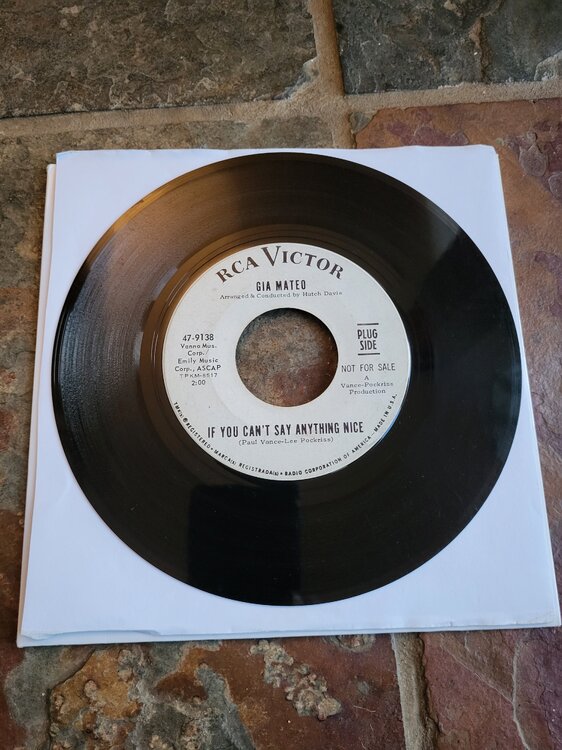 RCA VICTOR
GIA MATEO
Arranged & Conducted by Hutch Davie
47-9138
Vanno Mus.
Corp./
Emily Music
Corp., ASCAP
TPKM-8517
2:00
PLUG
SIDE
NOT FOR SALE
A
Vance-Pockriss
Production
IF YOU CAN'T SAY ANYTHING NICE
(Paul Vance-Lee Pockriss)
TMK(s) ® REGISTERED • MARCA(s) REGISTRADA(s) • RADIO CORPORATION OF AMERICA - MADE IN U.S.A.